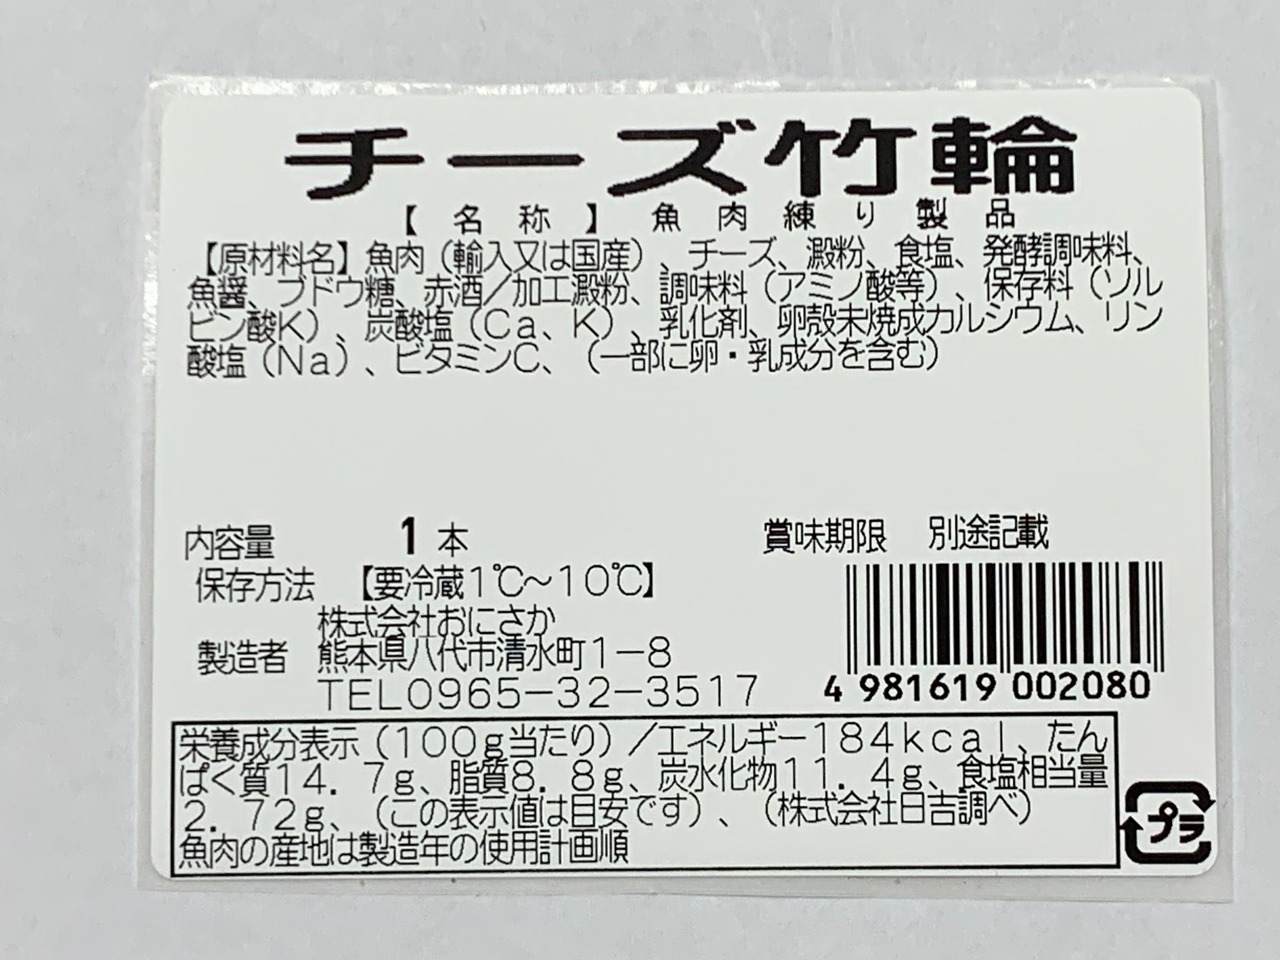 チーズ竹輪
【名称】魚肉練り製品
【原材料名】魚肉（輸入又は国産）、チーズ、澱粉、食塩、発酵調味料、
魚醤、ブドウ糖、赤酒／加工澱粉、調味料（アミノ酸等）、保存料（ソル
ビン酸K）、炭酸塩（Ca、K）、乳化剤、卵殻未焼成カルシウム、リン
酸塩（Na）、ビタミンC、（一部に卵・乳成分を含む）
内容量 1本 賞味期限 別途記載
保存方法 【要冷蔵1℃～10℃】
株式会社おにさか
製造者 熊本県八代市清水町1－8
TEL0965－32－3517
4 981619 002080
栄養成分表示（100g当たり）／エネルギー184kcal、たん
ぱく質14．7g、脂質8．8g、炭水化物11．4g、食塩相当量
2．72g、（この表示値は目安です）、（株式会社日吉調べ）
魚肉の産地は製造年の使用計画順
プラ